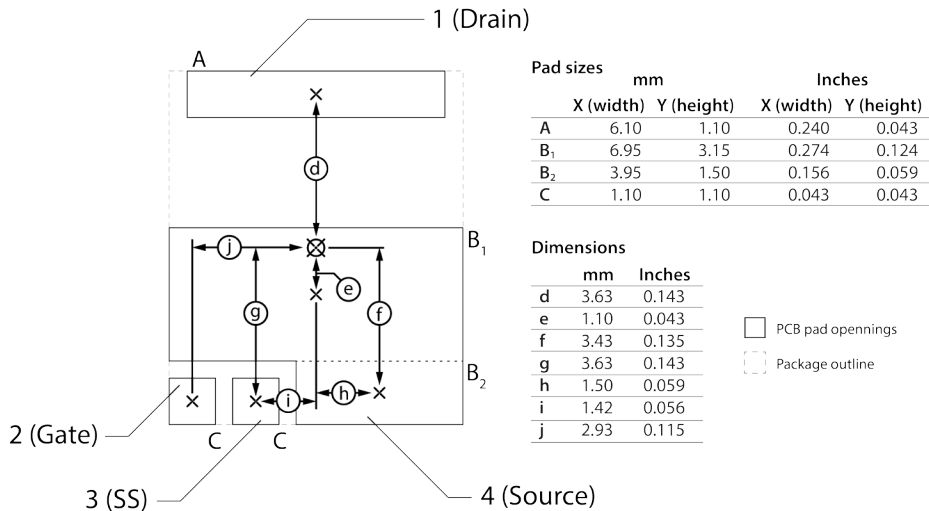 1 (Drain)
A
d
j
B₁
e
g
f
B₂
i
h
2 (Gate)
C
C
3 (SS)
4 (Source)
Pad sizes
mm Inches
X (width) Y (height) X (width) Y (height)
A 6.10 1.10 0.240 0.043
B₁ 6.95 3.15 0.274 0.124
B₂ 3.95 1.50 0.156 0.059
C 1.10 1.10 0.043 0.043
Dimensions
mm Inches
d 3.63 0.143
e 1.10 0.043
f 3.43 0.135
g 3.63 0.143
h 1.50 0.059
i 1.42 0.056
j 2.93 0.115
PCB pad opennings
Package outline